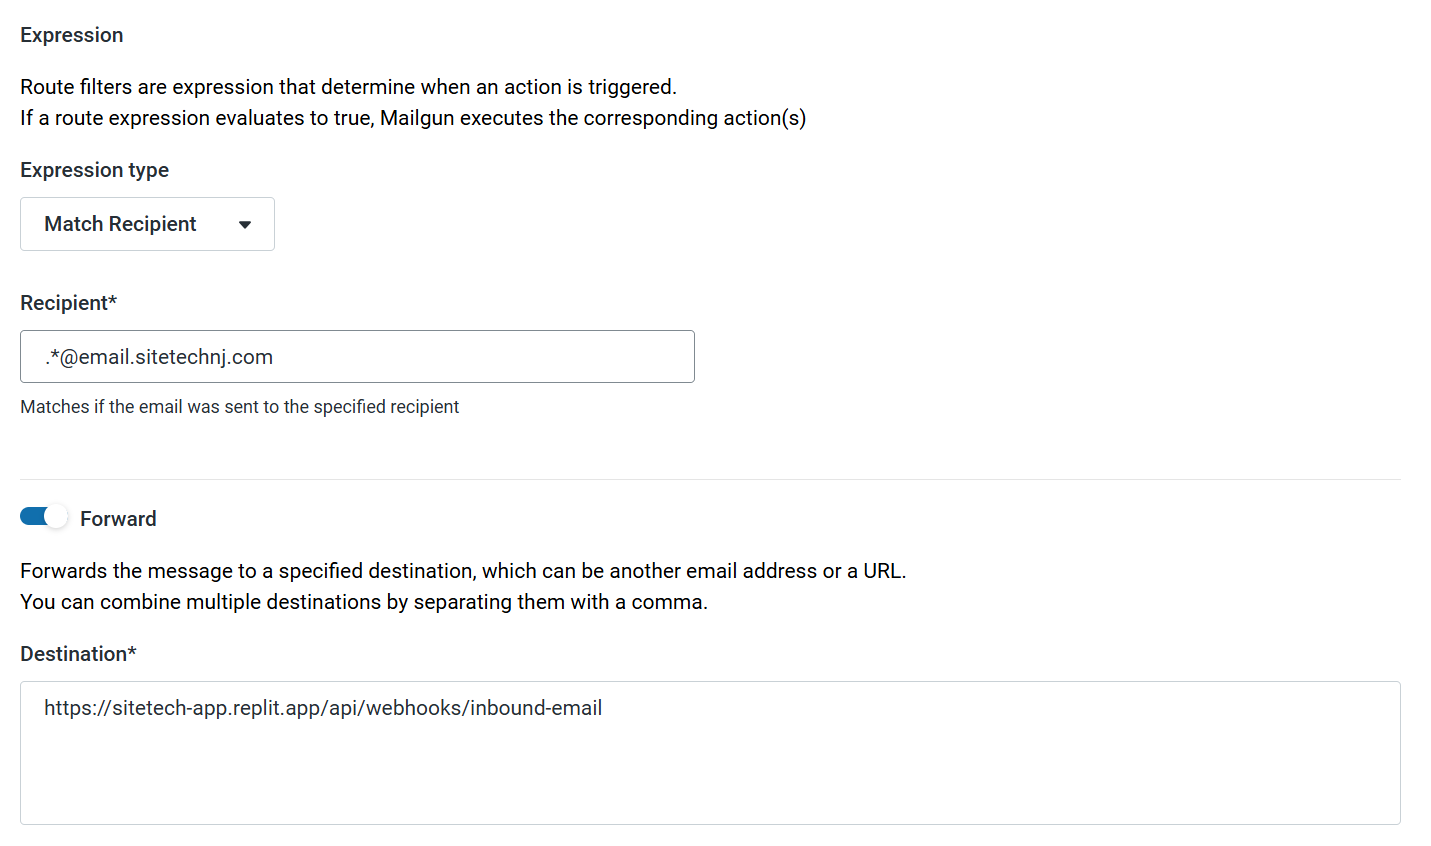 Expression
Route filters are expression that determine when an action is triggered.
If a route expression evaluates to true, Mailgun executes the corresponding action(s)
Expression type
Match Recipient
Recipient*
.*@email.sitetechnj.com
Matches if the email was sent to the specified recipient
Forward
Forwards the message to a specified destination, which can be another email address or a URL.
You can combine multiple destinations by separating them with a comma.
Destination*
https://sitetech-app.replit.app/api/webhooks/inbound-email